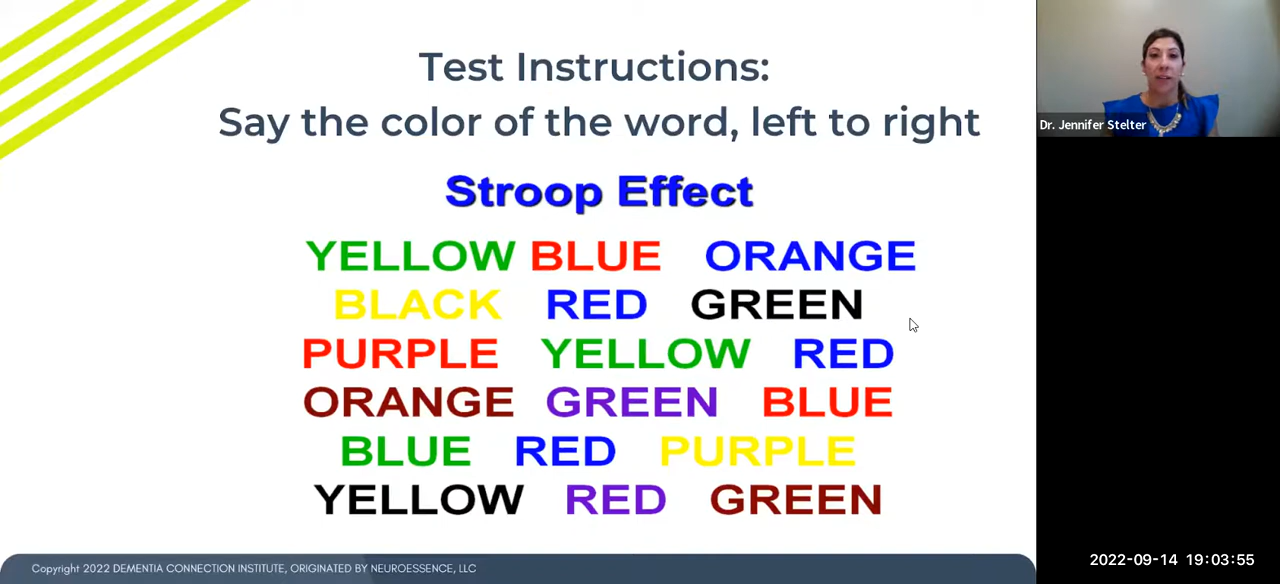 Test Instructions:
Say the color of the word, left to right
Stroop Effect
YELLOW BLUE ORANGE
BLACK RED GREEN
PURPLE YELLOW RED
ORANGE GREEN BLUE
BLUE RED PURPLE
YELLOW RED GREEN
Copyright 2022 DEMENTIA CONNECTION INSTITUTE, ORIGINATED BY NEUROESSENCE, LLC
Dr. Jennifer Stelter
2022-09-14 19:03:55